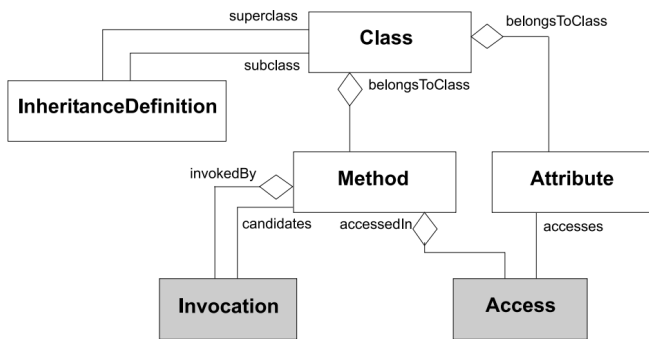 superclass
Class
belongsToClass
subclass
InheritanceDefinition
belongsToClass
invokedBy
Method
Attribute
candidates
accessedIn
accesses
Invocation
Access